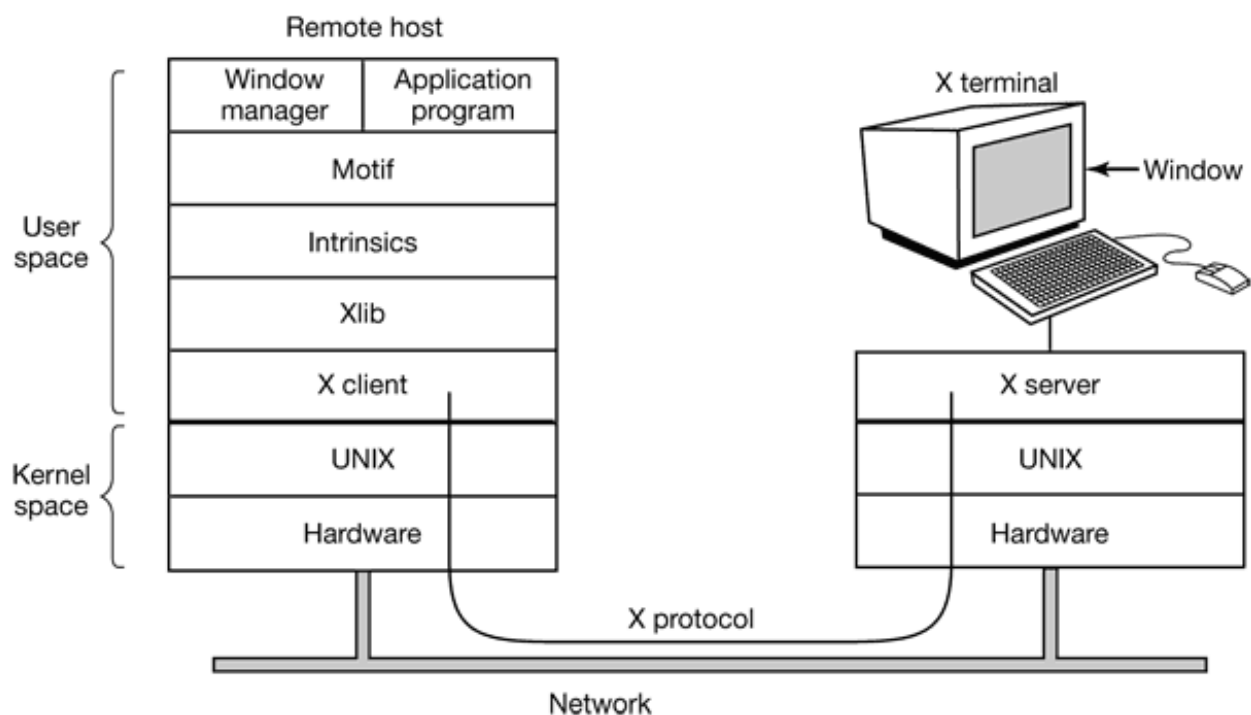 Remote host
Window
manager
Application
program
Motif
Intrinsics
Xlib
X client
UNIX
Hardware
User
space
Kernel
space
X terminal
Window
X server
UNIX
Hardware
X protocol
Network